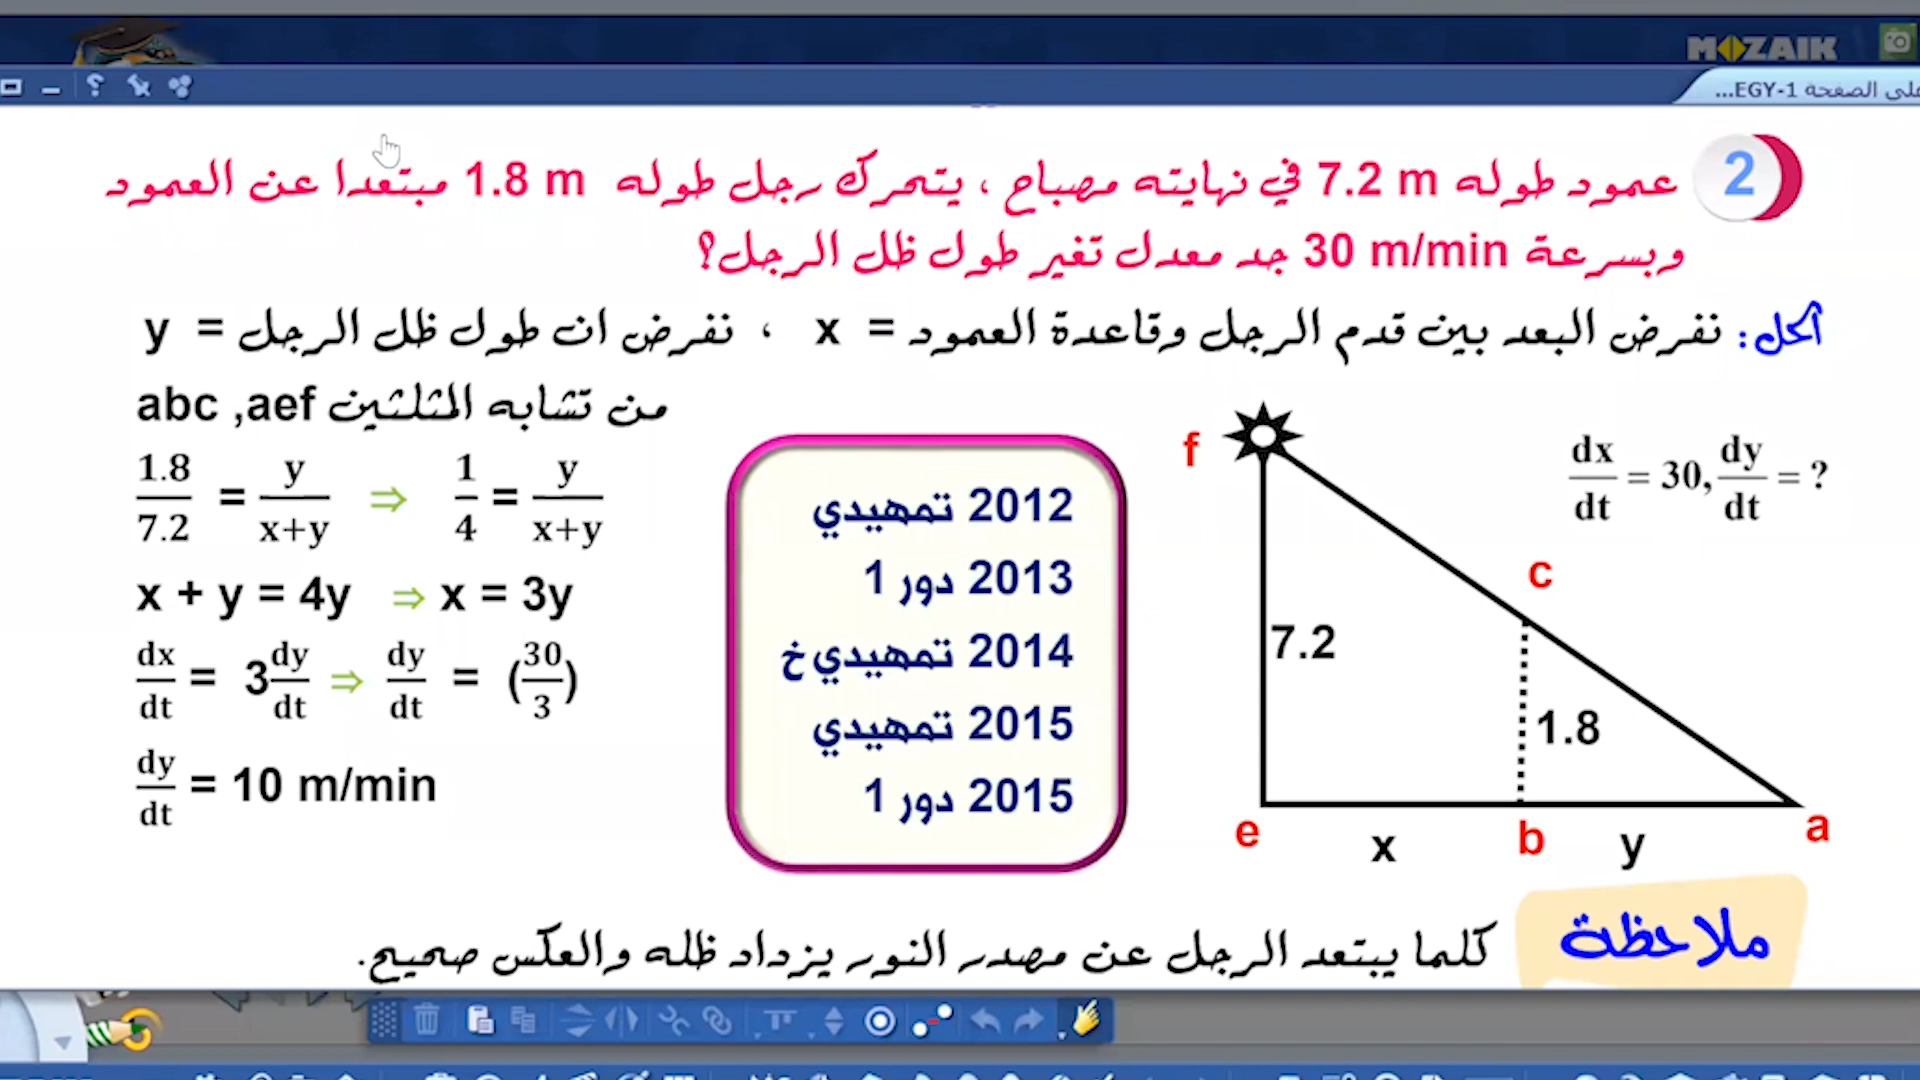 MOZAIK
على الصفحة EGY-1...
2
عمود طوله 7.2 m في نهايته مصباح ، يتحرك رجل طوله 1.8 m مبتعدا عن العمود
وبسرعة 30 m/min جد معدل تغير طول ظل الرجل؟
الحل: نفرض البعد بين قدم الرجل وقاعدة العمود = x ، نفرض ان طول ظل الرجل = y
من تشابه المثلثين abc ,aef
1.8/7.2 = y/x+y ⇒ 1/4 = y/x+y
x + y = 4y ⇒ x = 3y
dx/dt = 3dy/dt ⇒ dy/dt = (30/3)
dy/dt = 10 m/min
2012 تمهيدي
2013 دور 1
2014 تمهيدي خ
2015 تمهيدي
2015 دور 1
dx/dt = 30, dy/dt = ?
f
c
7.2
1.8
e
x
b
y
a
ملاحظة
كلما يبتعد الرجل عن مصدر النور يزداد ظله والعكس صحيح.